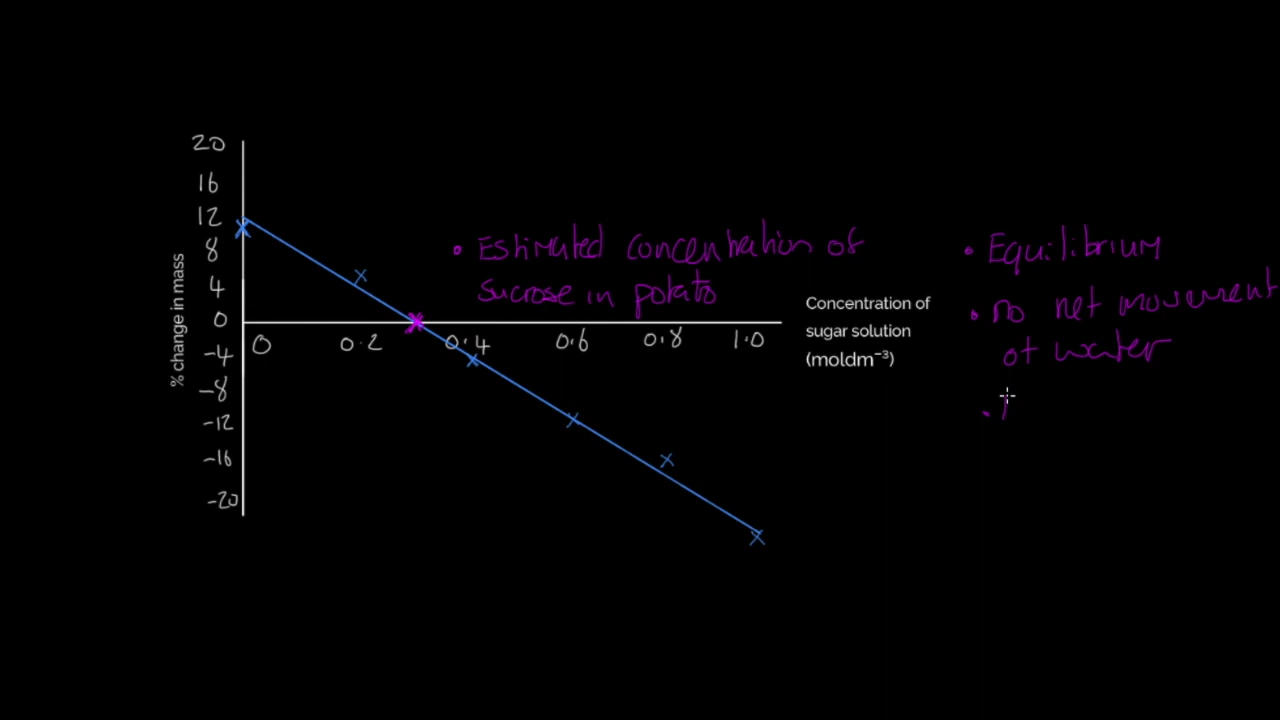 20
16
12
8
4
0
-4
-8
-12
-16
-20
% change in mass
0 0.2 0.4 0.6 0.8 1.0
Concentration of
sugar solution
(moldm⁻³)
• Estimated concentration of
sucrose in potato
• Equilibrium
• no net movement
of water
•